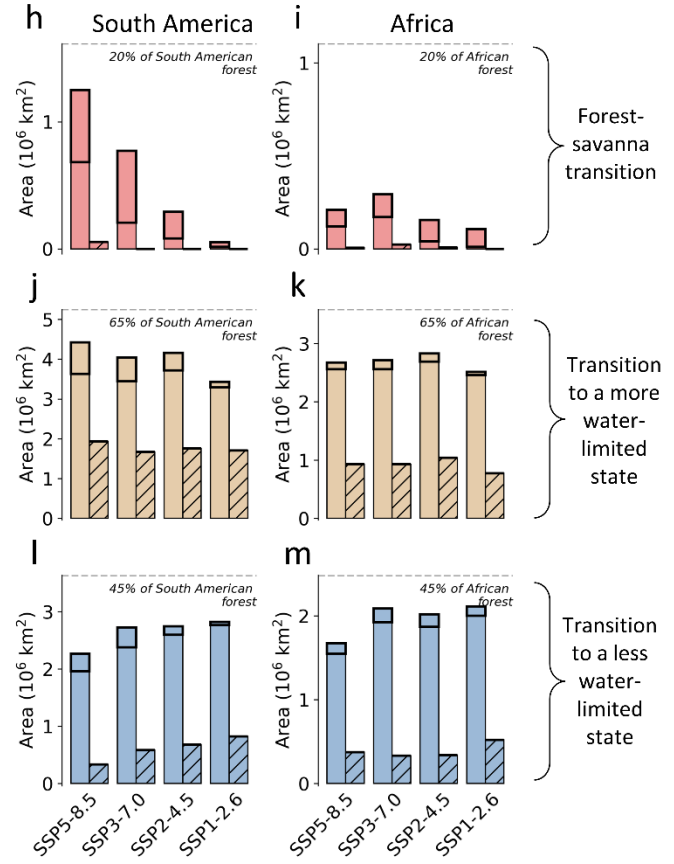 h South America i Africa
20% of South American
forest
20% of African
forest
1
1
Area (10⁶ km²)
Area (10⁶ km²)
0
0
Forest-
savanna
transition
j
k
65% of South American
forest
65% of African
forest
5
4
3
2
1
0
Area (10⁶ km²)
3
2
1
0
Area (10⁶ km²)
Transition
to a more
water-
limited
state
l
m
45% of South American
forest
45% of African
forest
3
2
1
0
Area (10⁶ km²)
2
1
0
Area (10⁶ km²)
Transition
to a less
water-
limited
state
SSP5-8.5
SSP3-7.0
SSP2-4.5
SSP1-2.6
SSP5-8.5
SSP3-7.0
SSP2-4.5
SSP1-2.6